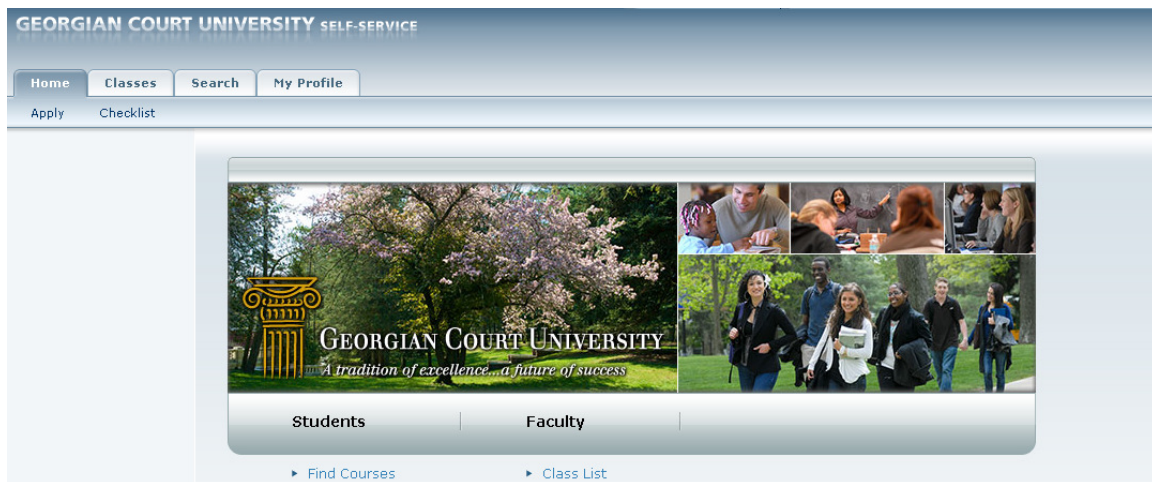 GEORGIAN COURT UNIVERSITY SELF-SERVICE
Home Classes Search My Profile
Apply Checklist
GEORGIAN COURT UNIVERSITY
A tradition of excellence...a future of success
Students Faculty
Find Courses Class List